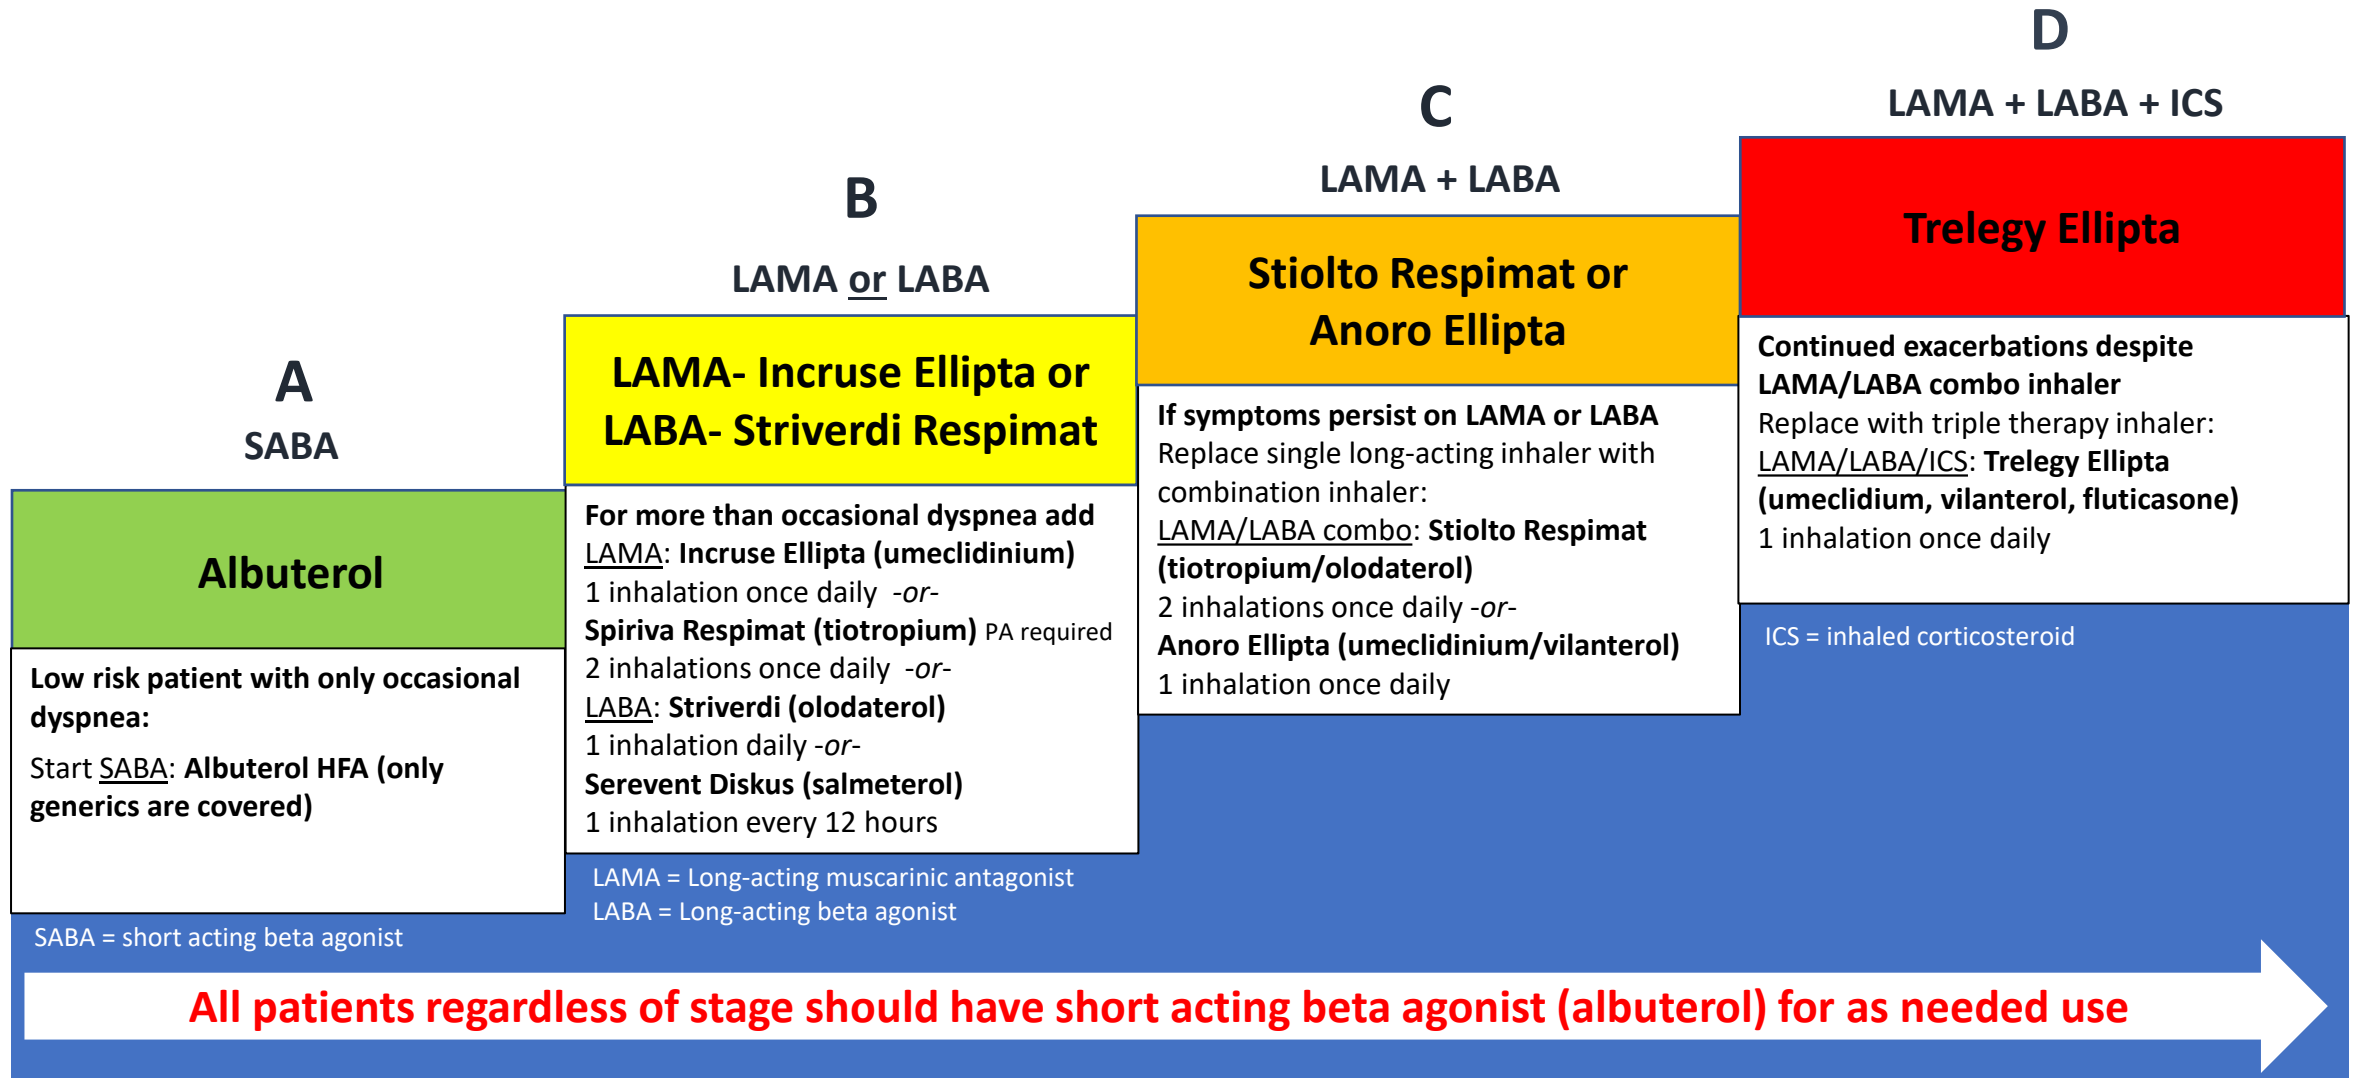 A
SABA
Albuterol
Low risk patient with only occasional
dyspnea:
Start SABA: Albuterol HFA (only
generics are covered)
SABA = short acting beta agonist
B
LAMA or LABA
LAMA- Incruse Ellipta or
LABA- Striverdi Respimat
For more than occasional dyspnea add
LAMA: Incruse Ellipta (umeclidinium)
1 inhalation once daily -or-
Spiriva Respimat (tiotropium) PA required
2 inhalations once daily -or-
LABA: Striverdi (olodaterol)
1 inhalation daily -or-
Serevent Diskus (salmeterol)
1 inhalation every 12 hours
LAMA = Long-acting muscarinic antagonist
LABA = Long-acting beta agonist
C
LAMA + LABA
Stiolto Respimat or
Anoro Ellipta
If symptoms persist on LAMA or LABA
Replace single long-acting inhaler with
combination inhaler:
LAMA/LABA combo: Stiolto Respimat
(tiotropium/olodaterol)
2 inhalations once daily -or-
Anoro Ellipta (umeclidinium/vilanterol)
1 inhalation once daily
D
LAMA + LABA + ICS
Trelegy Ellipta
Continued exacerbations despite
LAMA/LABA combo inhaler
Replace with triple therapy inhaler:
LAMA/LABA/ICS: Trelegy Ellipta
(umeclidium, vilanterol, fluticasone)
1 inhalation once daily
ICS = inhaled corticosteroid
All patients regardless of stage should have short acting beta agonist (albuterol) for as needed use